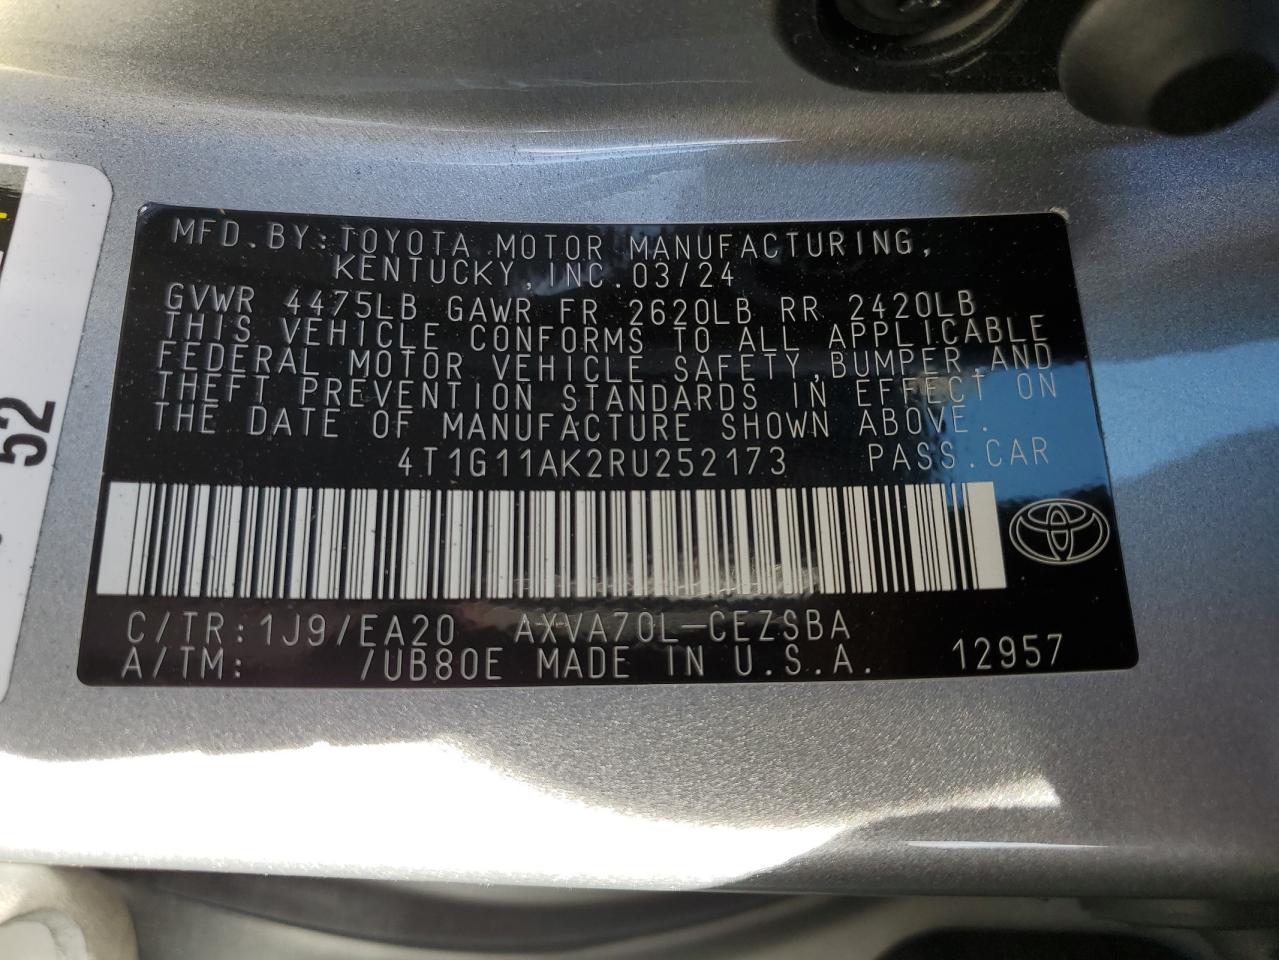 MFD.BY:TOYOTA MOTOR MANUFACTURING,
KENTUCKY,INC.03/24
GVWR 4475LB GAWR FR 2620LB RR 2420LB
THIS VEHICLE CONFORMS TO ALL APPLICABLE
FEDERAL MOTOR VEHICLE SAFETY,BUMPER,AND
THEFT PREVENTION STANDARDS IN EFFECT ON
THE DATE OF MANUFACTURE SHOWN ABOVE.
4T1G11AK2RU252173 PASS.CAR
C/TR:1J9/EA20 AXVA70L-CEZSBA
A/TM: /UB80E MADE IN U.S.A. 12957
52